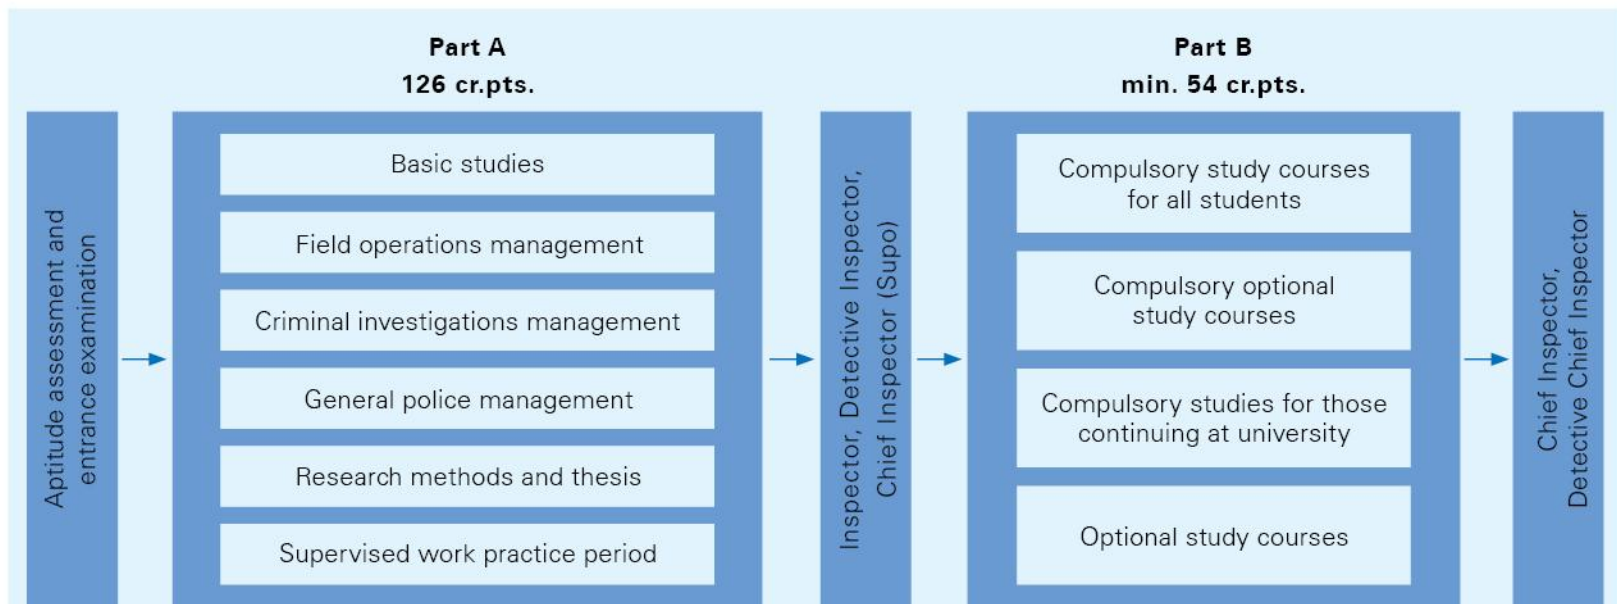 Part A
126 cr.pts.
Part B
min. 54 cr.pts.
Aptitude assessment and
entrance examination
Basic studies
Field operations management
Criminal investigations management
General police management
Research methods and thesis
Supervised work practice period
Inspector, Detective Inspector,
Chief Inspector (Supo)
Compulsory study courses
for all students
Compulsory optional
study courses
Compulsory studies for those
continuing at university
Optional study courses
Chief Inspector,
Detective Chief Inspector